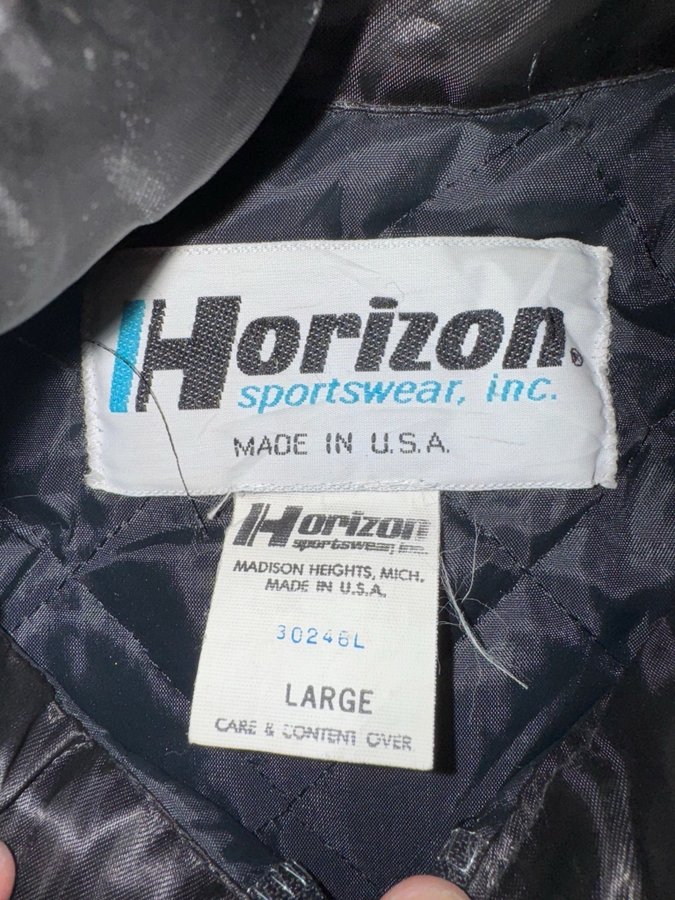 Horizon®
sportswear, inc.
MADE IN U.S.A.
Horizon
sportswear, inc.
MADISON HEIGHTS, MICH.
MADE IN U.S.A.
30246L
LARGE
CARE & CONTENT OVER